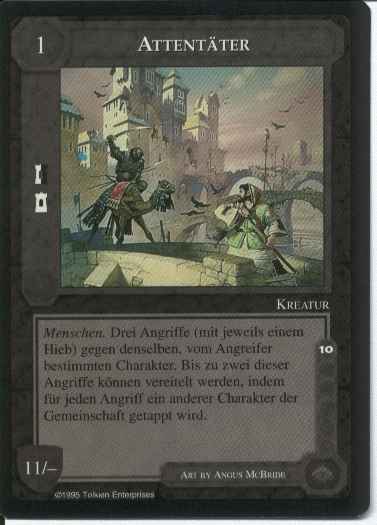 1
ATTENTÄTER
KREATUR
Menschen. Drei Angriffe (mit jeweils einem
Hieb) gegen denselben, vom Angreifer
bestimmten Charakter. Bis zu zwei dieser
Angriffe können vereitelt werden, indem
für jeden Angriff ein anderer Charakter der
Gemeinschaft getappt wird.
10
11/–
ART BY ANGUS MCBRIDE
©1995 Tolkien Enterprises